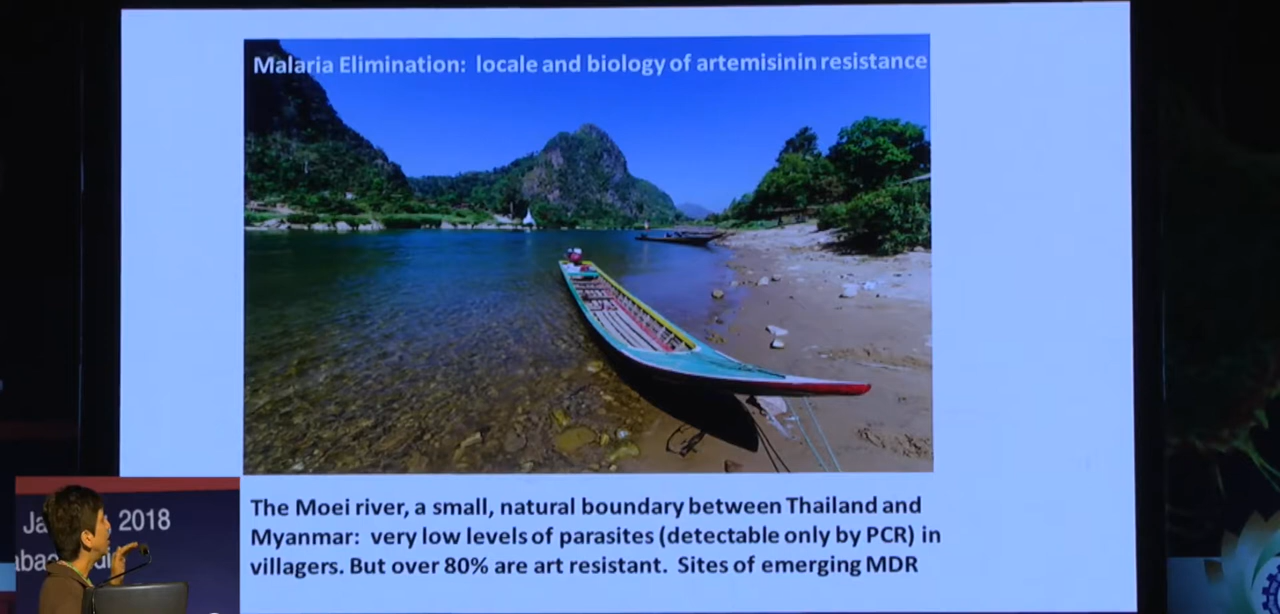 Malaria Elimination: locale and biology of artemisinin resistance
The Moei river, a small, natural boundary between Thailand and
Myanmar: very low levels of parasites (detectable only by PCR) in
villagers. But over 80% are art resistant. Sites of emerging MDR
2018